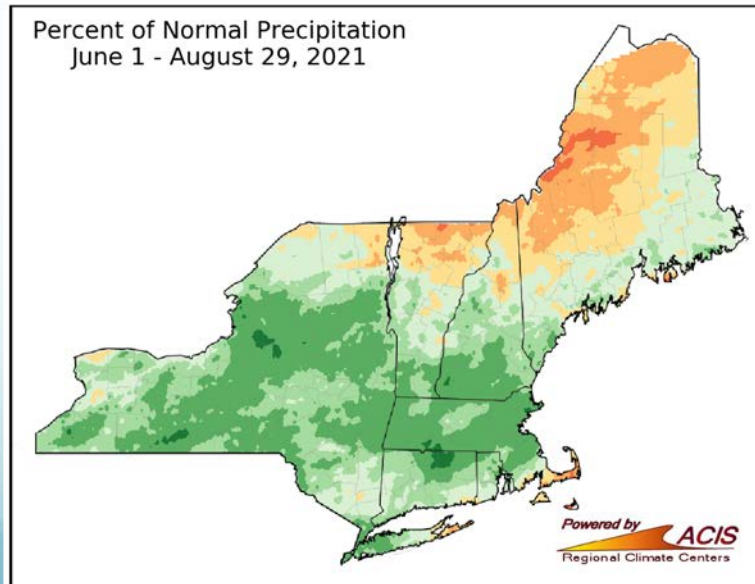 Percent of Normal Precipitation
June 1 - August 29, 2021
Powered by
ACIS
Regional Climate Centers